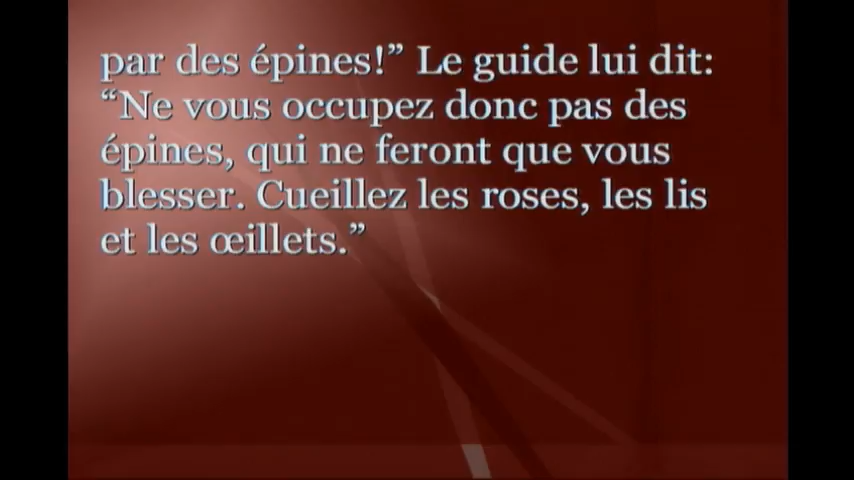 par des épines!” Le guide lui dit:
“Ne vous occupez donc pas des
épines, qui ne feront que vous
blesser. Cueillez les roses, les lis
et les œillets.”